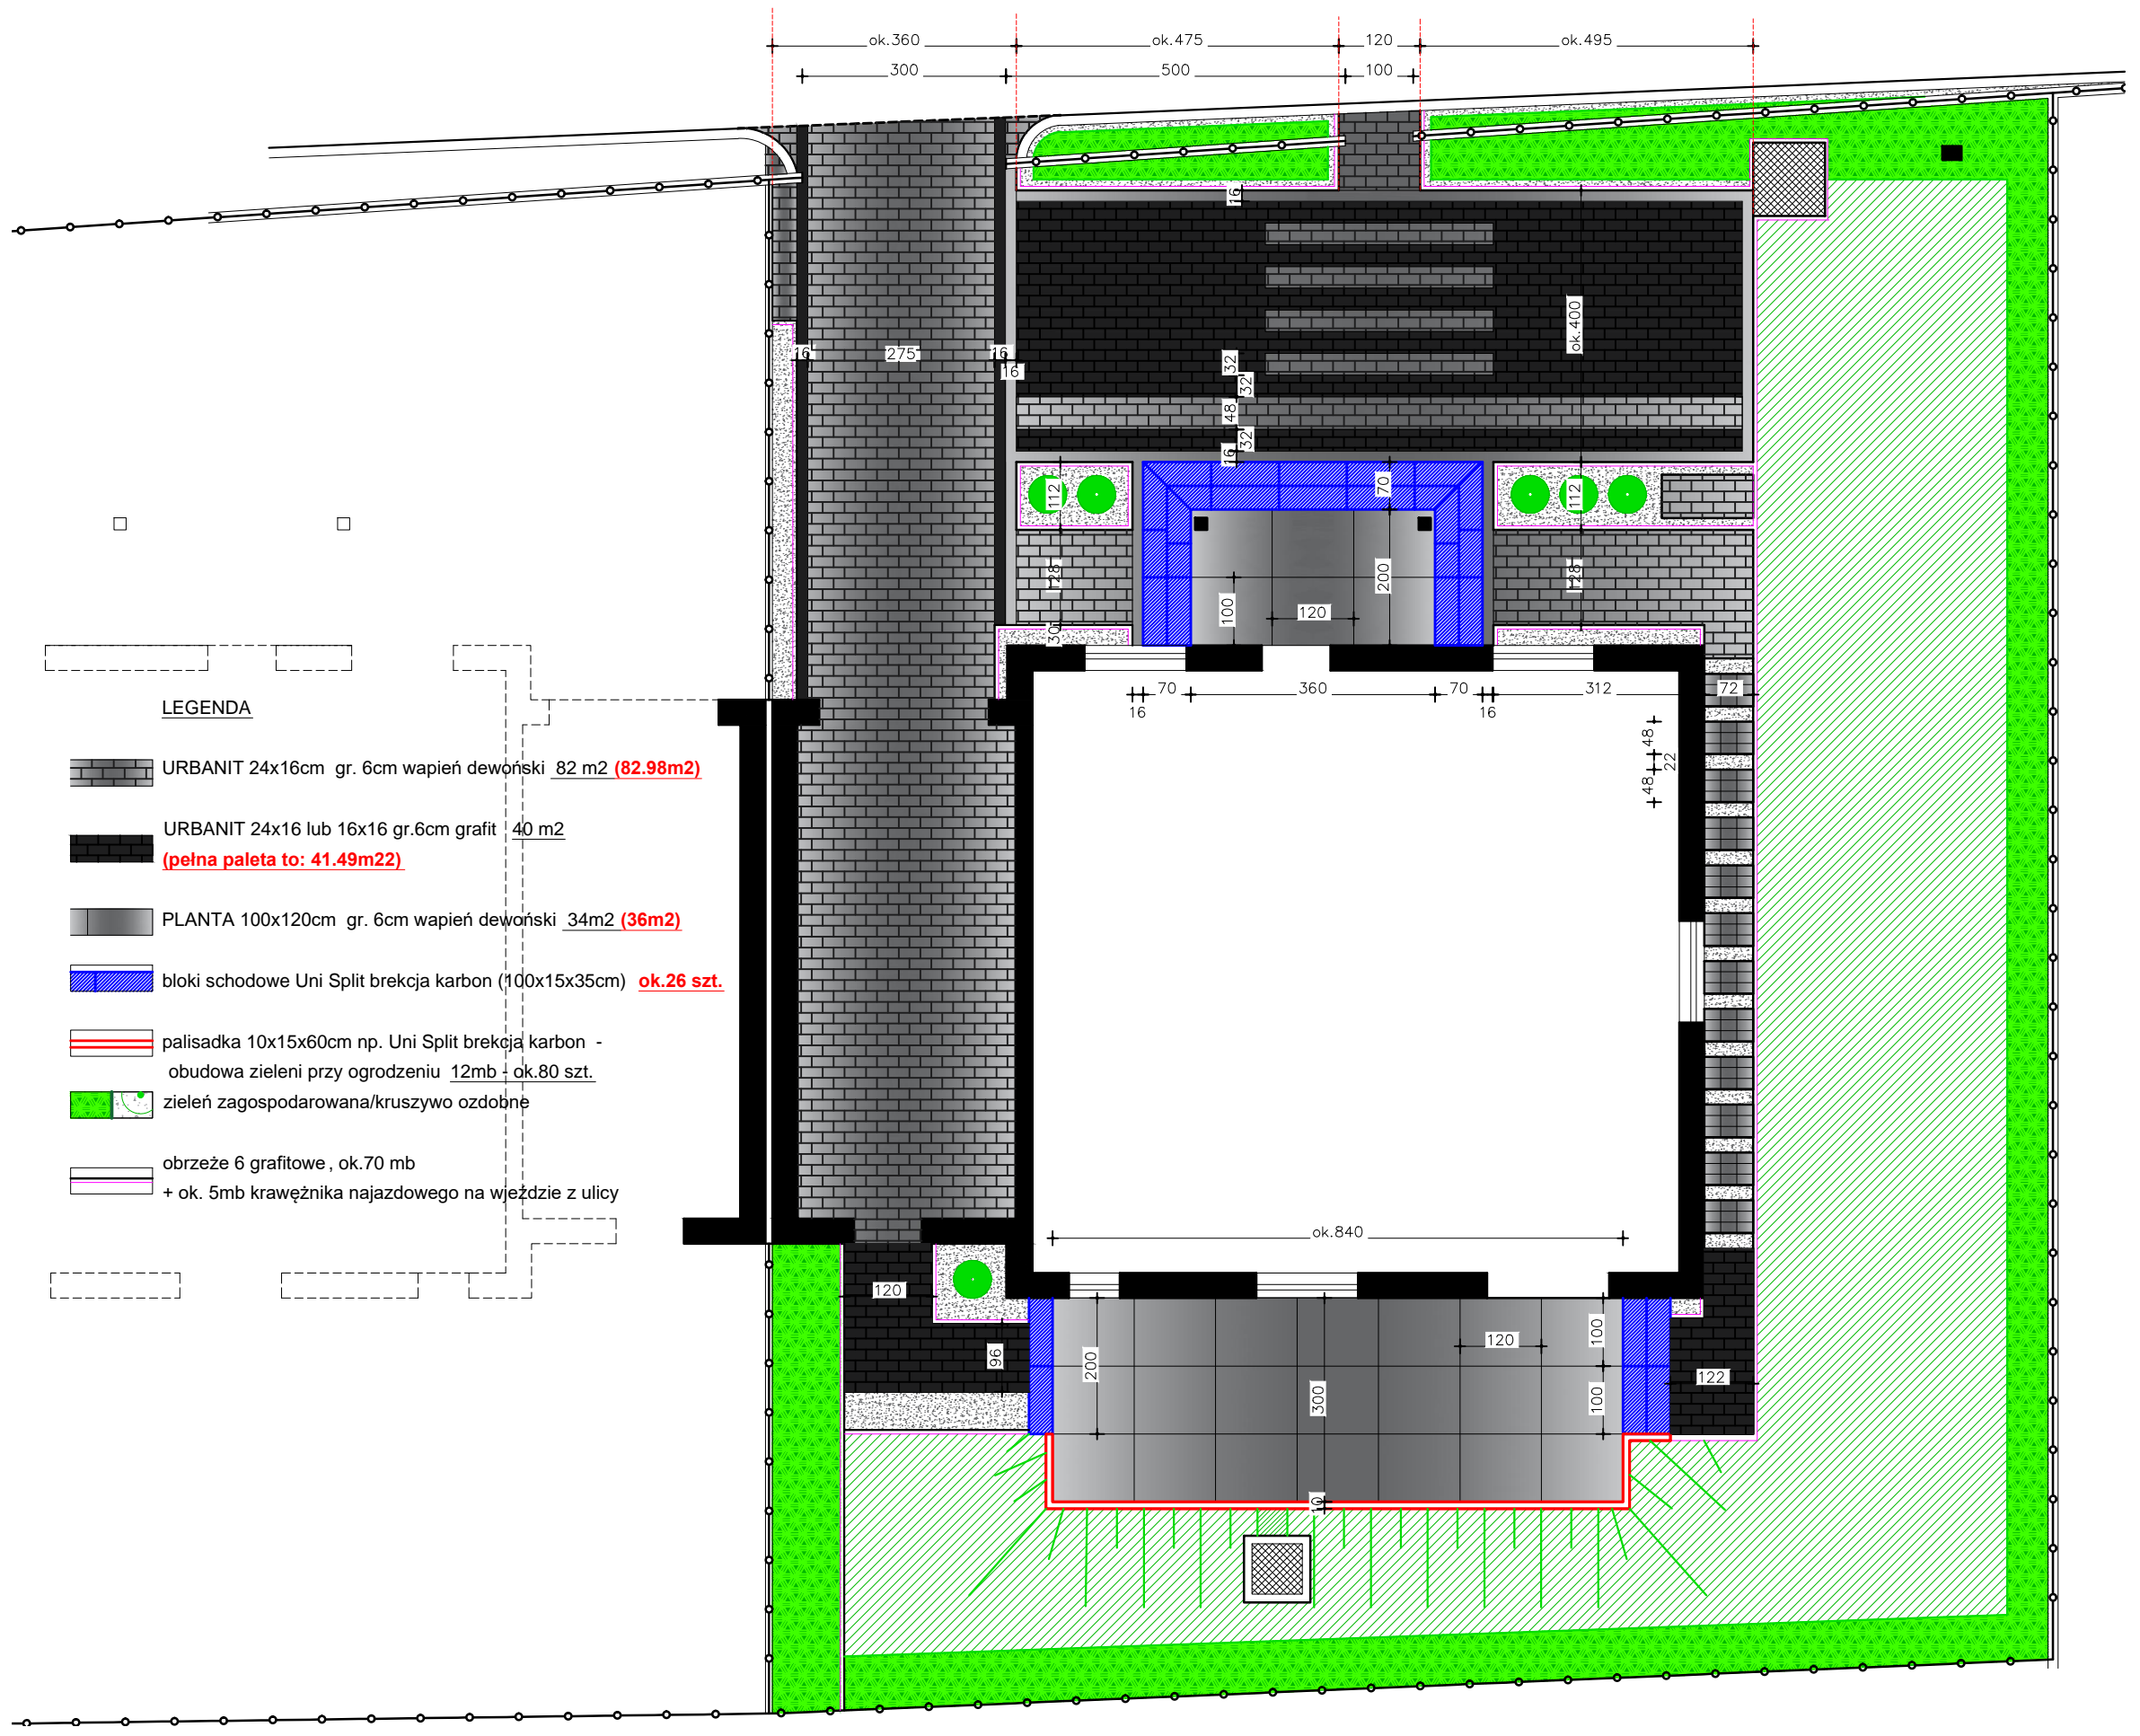 ok.360
ok.475
120
ok.495
300
500
100
16
ok.400
16
275
16
16
32
32
48
32
16
112
70
112
128
200
128
100
120
30
70
360
70
312
72
16
16
48
22
48
LEGENDA
URBANIT 24x16cm gr. 6cm wapień dewoński 82 m2 (82.98m2)
URBANIT 24x16 lub 16x16 gr.6cm grafit 40 m2
(pełna paleta to: 41.49m22)
PLANTA 100x120cm gr. 6cm wapień dewoński 34m2 (36m2)
bloki schodowe Uni Split brekcja karbon (100x15x35cm) ok.26 szt.
palisadka 10x15x60cm np. Uni Split brekcja karbon -
obudowa zieleni przy ogrodzeniu 12mb - ok.80 szt.
zieleń zagospodarowana/kruszywo ozdobne
obrzeże 6 grafitowe, ok.70 mb
+ ok. 5mb krawężnika najazdowego na wjeździe z ulicy
ok.840
120
96
200
300
120
100
100
122
10